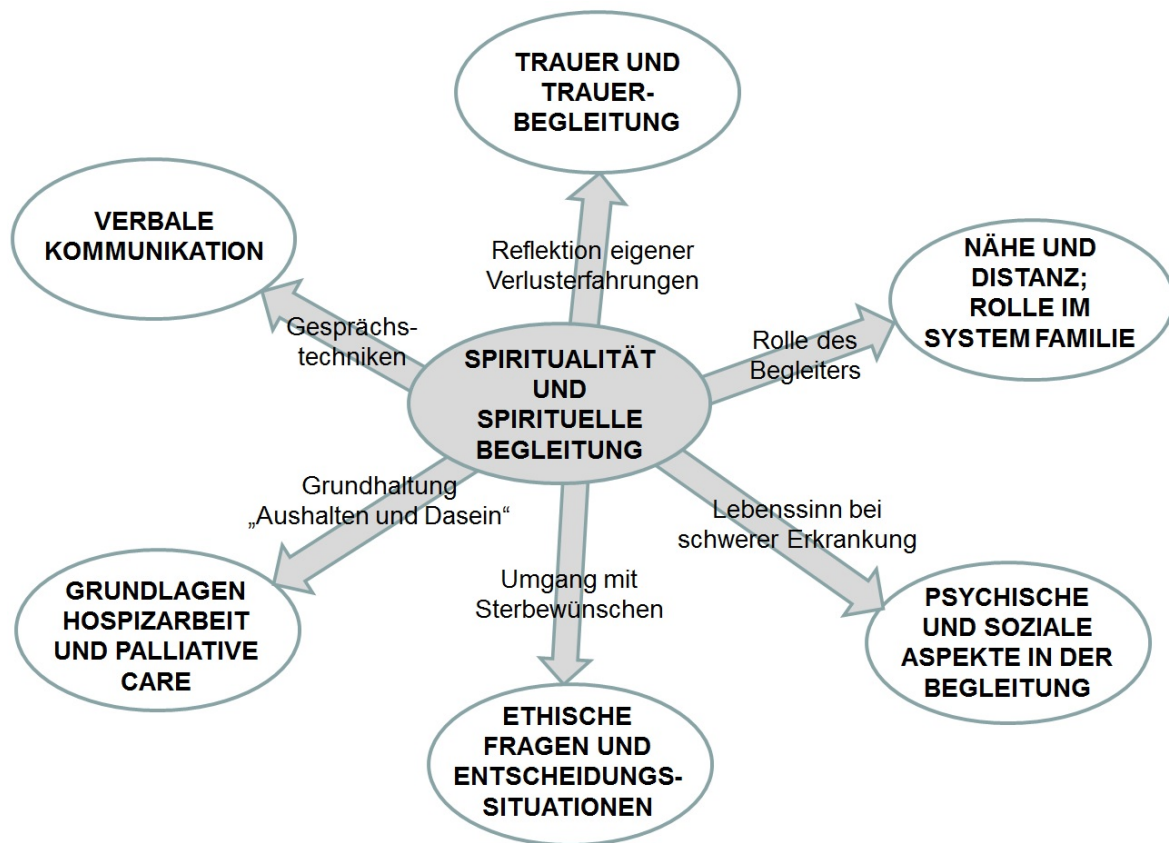 TRAUER UND
TRAUER-
BEGLEITUNG
VERBALE
KOMMUNIKATION
Reflektion eigener
Verlusterfahrungen
NÄHE UND
DISTANZ;
ROLLE IM
SYSTEM FAMILIE
Gesprächs-
techniken
Rolle des
Begleiters
SPIRITUALITÄT
UND
SPIRITUELLE
BEGLEITUNG
Grundhaltung
„Aushalten und Dasein“
Lebenssinn bei
schwerer Erkrankung
Umgang mit
Sterbewünschen
GRUNDLAGEN
HOSPIZARBEIT
UND PALLIATIVE
CARE
PSYCHISCHE
UND SOZIALE
ASPEKTE IN DER
BEGLEITUNG
ETHISCHE
FRAGEN UND
ENTSCHEIDUNGS-
SITUATIONEN